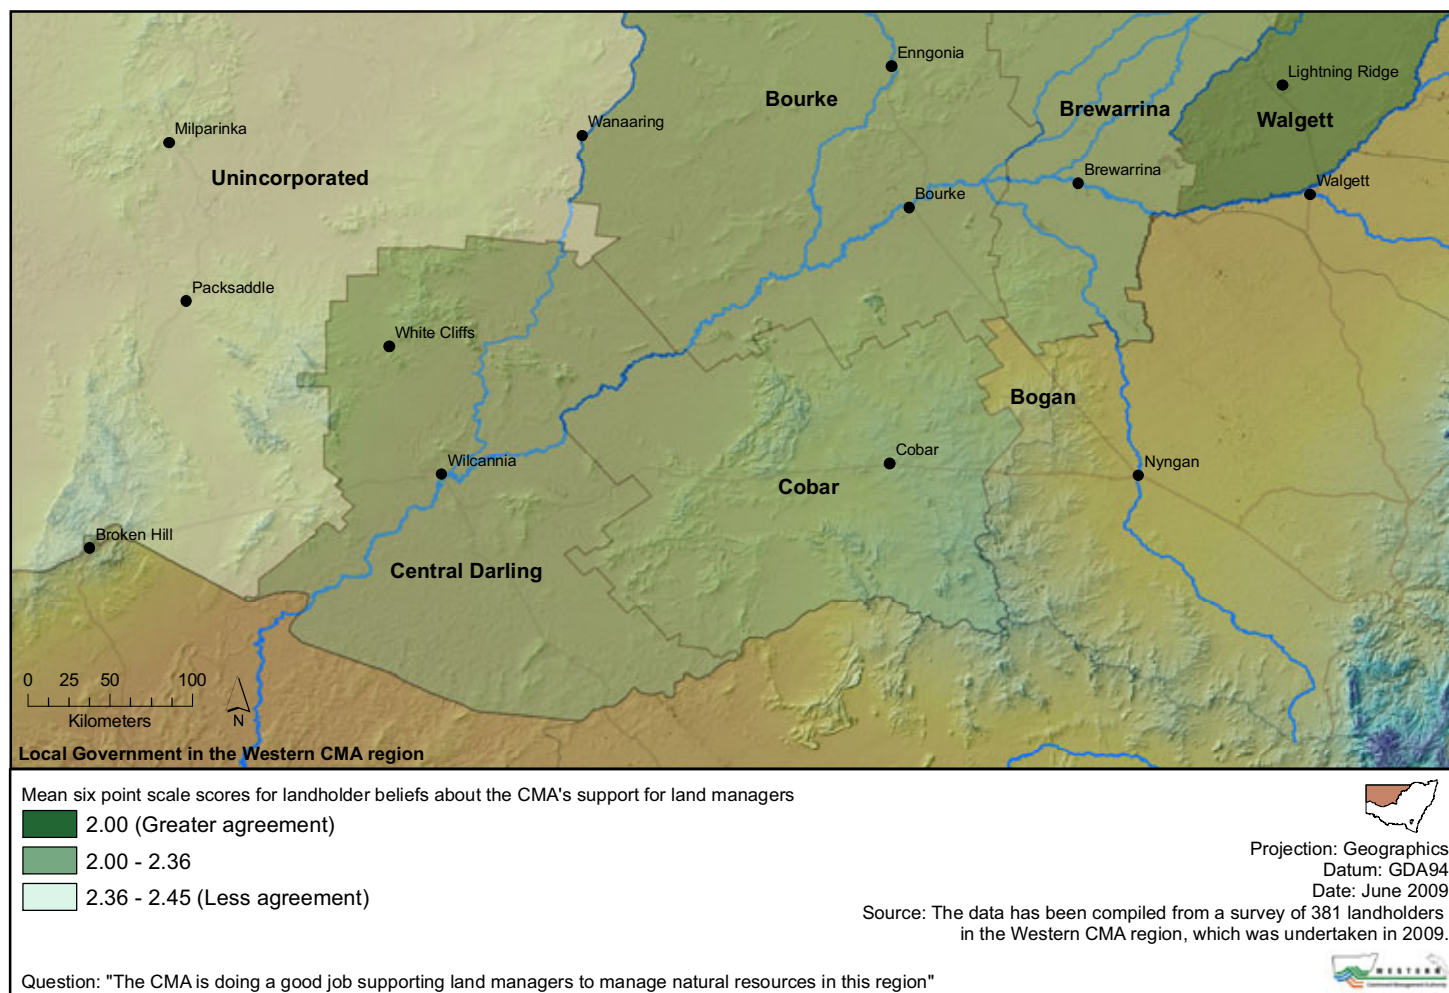 Enngonia
Lightning Ridge
Bourke
Brewarrina
Walgett
Wanaaring
Milparinka
Unincorporated
Brewarrina
Walgett
Bourke
Packsaddle
White Cliffs
Bogan
Cobar
Wilcannia
Nyngan
Cobar
Broken Hill
Central Darling
0 25 50 100
Kilometers
N
Local Government in the Western CMA region
Mean six point scale scores for landholder beliefs about the CMA's support for land managers
2.00 (Greater agreement)
2.00 - 2.36
2.36 - 2.45 (Less agreement)
Projection: Geographics
Datum: GDA94
Date: June 2009
Source: The data has been compiled from a survey of 381 landholders
in the Western CMA region, which was undertaken in 2009.
WESTERN
Question: "The CMA is doing a good job supporting land managers to manage natural resources in this region"